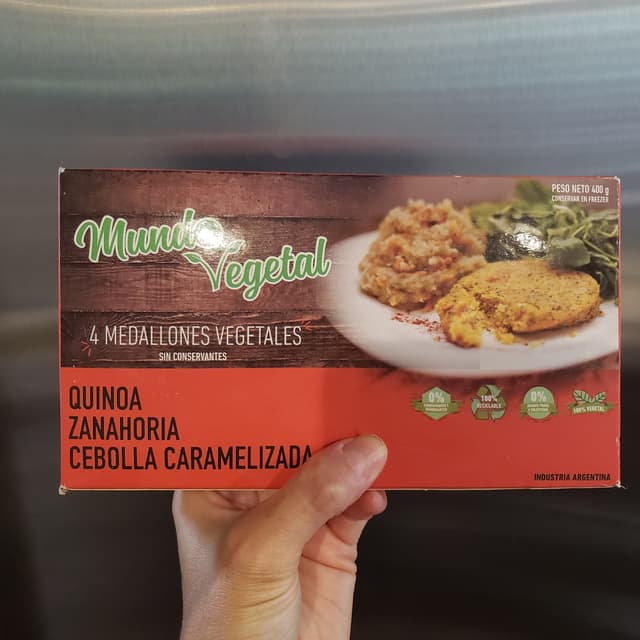 PESO NETO 400 g
CONSERVAR EN FREEZER
Mundo
Vegetal
4 MEDALLONES VEGETALES
SIN CONSERVANTES
QUINOA
ZANAHORIA
CEBOLLA CARAMELIZADA
0%
100%
RECICLABLE
0%
100% VEGETAL
INDUSTRIA ARGENTINA